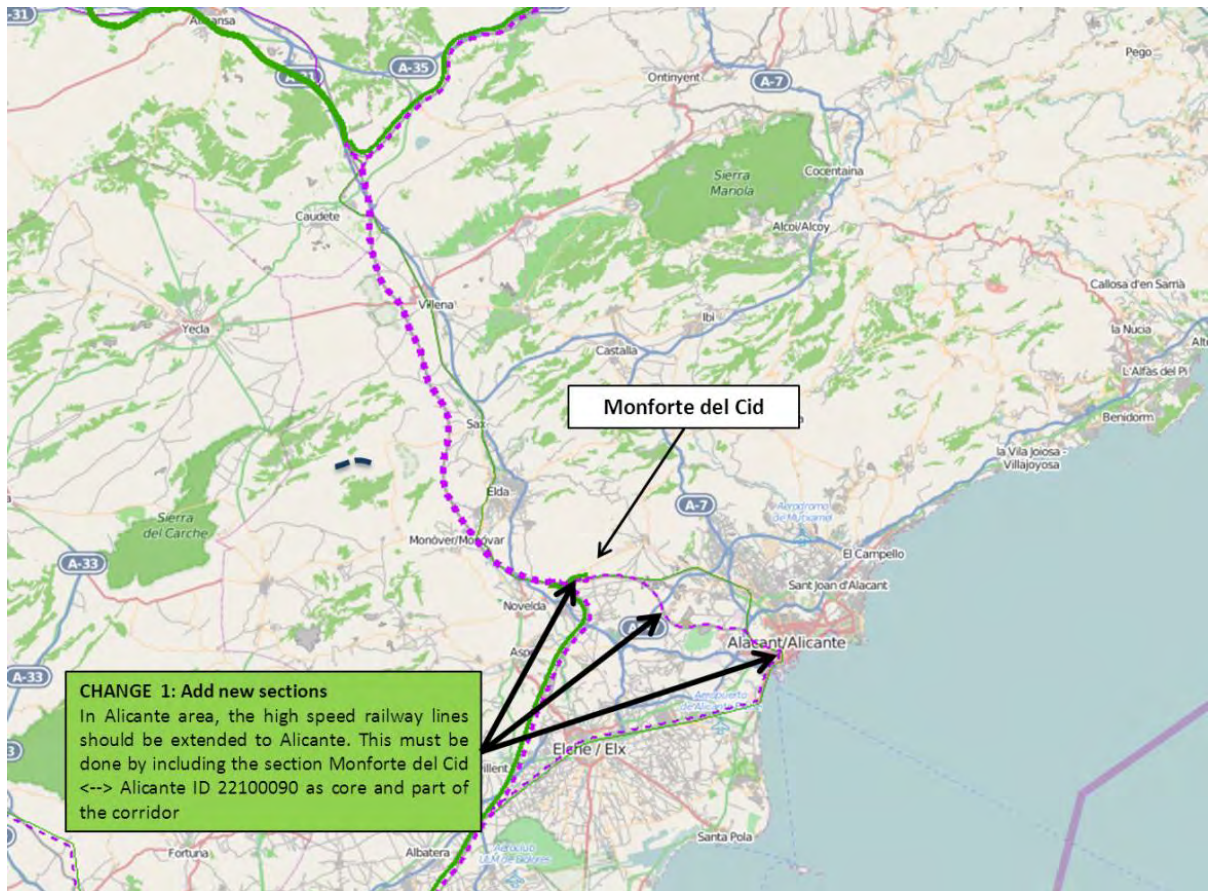 -31
Almansa
A-35
A-31
Ontinyent
A-7
Pego
Sierra
Mariola
Cocentaina
Caudete
Alcoi/Alcoy
Callosa d'en Sarrià
Villena
la Nucia
Yecla
Ibi
Castalla
L'Alfàs del Pi
Benidorm
Monforte del Cid
la Vila Joiosa -
Villajoyosa
Sax
Elda
A-7
Sierra
del Carche
Monóver/Monòvar
A-33
El Campello
Sant Joan d'Alacant
Novelda
Alacant/Alicante
A-33
CHANGE 1: Add new sections
In Alicante area, the high speed railway lines
should be extended to Alicante. This must be
done by including the section Monforte del Cid
<--> Alicante ID 22100090 as core and part of
the corridor
Elche / Elx
Santa Pola
Fortuna
Albatera